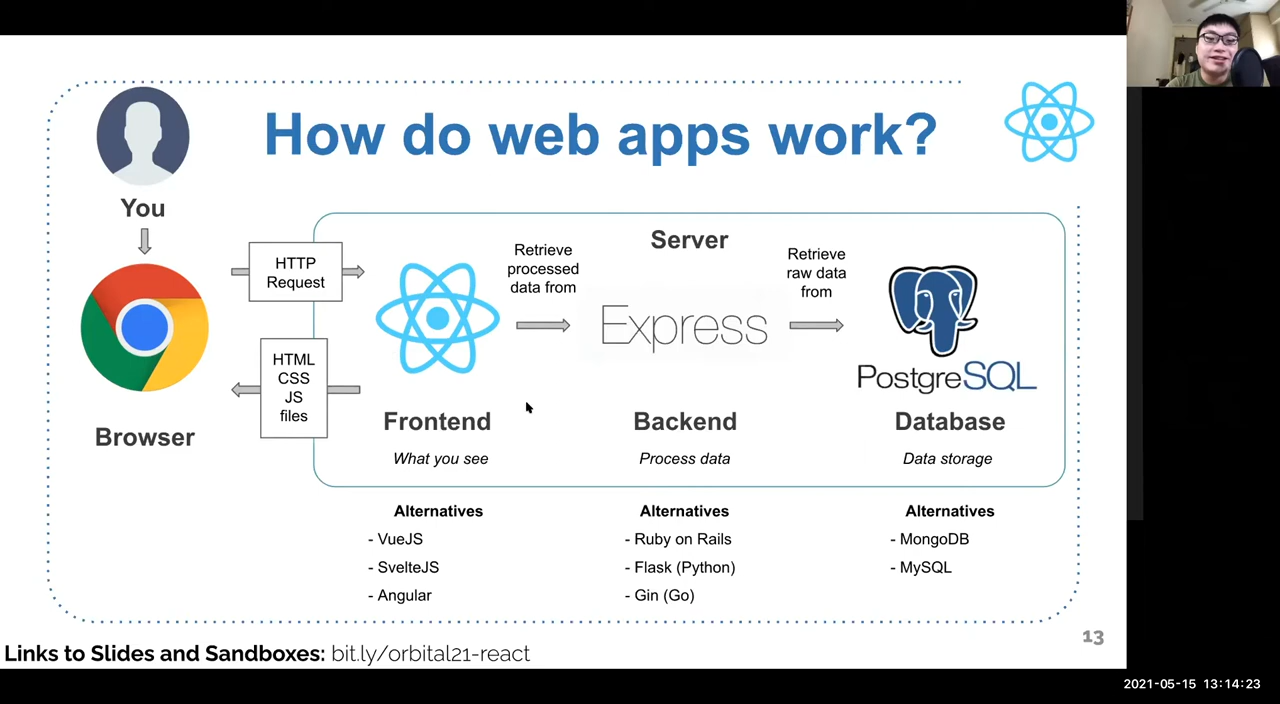 How do web apps work?
You
HTTP
Request
HTML
CSS
JS
files
Browser
Server
Retrieve
processed
data from
Express
Retrieve
raw data
from
PostgreSQL
Frontend
What you see
Backend
Process data
Database
Data storage
Alternatives
- VueJS
- SvelteJS
- Angular
Alternatives
- Ruby on Rails
- Flask (Python)
- Gin (Go)
Alternatives
- MongoDB
- MySQL
13
Links to Slides and Sandboxes: bit.ly/orbital21-react
2021-05-15 13:14:23